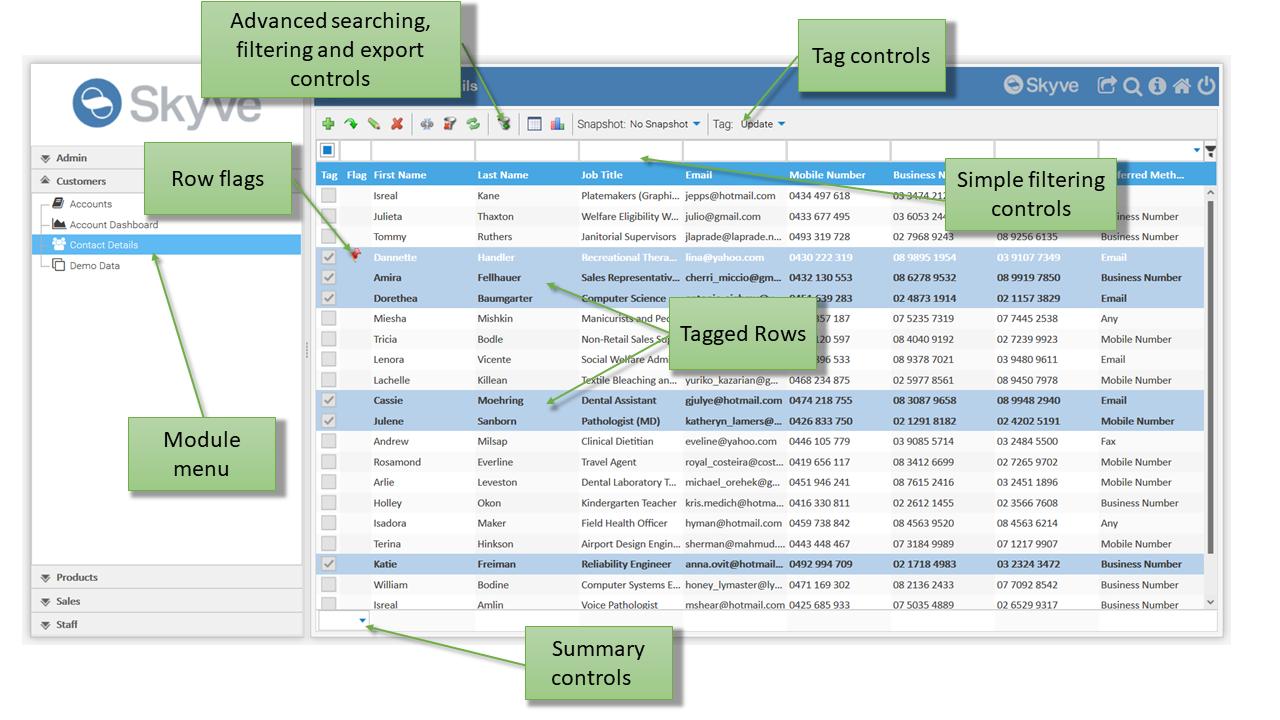 Advanced searching,
filtering and export
controls
Tag controls
Skyve
ils
Skyve
Snapshot: No Snapshot Tag: Update
Admin
Customers
Accounts
Account Dashboard
Contact Details
Demo Data
Products
Sales
Staff
Row flags
Simple filtering
controls
Module
menu
Tagged Rows
Summary
controls
Tag Flag First Name Last Name Job Title Email Mobile Number Business N erred Meth...
Isreal Kane Platemakers (Graphi... jepps@hotmail.com 0434 497 618 03 3474 212
Julieta Thaxton Welfare Eligibility W... julio@gmail.com 0433 677 495 03 6053 244 Business Number
Tommy Ruthers Janitorial Supervisors jlaprade@laprade.n... 0493 319 728 02 7968 9243 08 9256 6135 Business Number
Dannette Handler Recreational Thera... lina@yahoo.com 0430 222 319 08 9895 1954 03 9107 7349 Email
Amira Fellhauer Sales Representativ... cherri_miccio@gm... 0432 130 553 08 6278 9532 08 9919 7850 Business Number
Dorethea Baumgarter Computer Science 639 283 02 4873 1914 02 1157 3829 Email
Miesha Mishkin Manicurists and Ped 357 187 07 5235 7319 07 7445 2538 Any
Tricia Bodle Non-Retail Sales Sup 120 597 08 4040 9192 02 7239 9923 Mobile Number
Lenora Vicente Social Welfare Adm 396 533 08 9378 7021 03 9480 9611 Email
Lachelle Killean Textile Bleaching an... yuriko_kazarian@g... 0468 234 875 02 5977 8561 08 9450 7978 Mobile Number
Cassie Moehring Dental Assistant gjulye@hotmail.com 0474 218 755 08 3087 9658 08 9948 2940 Email
Julene Sanborn Pathologist (MD) katheryn_lamers@... 0426 833 750 02 1291 8182 02 4202 5191 Mobile Number
Andrew Milsap Clinical Dietitian eveline@yahoo.com 0446 105 779 03 9085 5714 03 2484 5500 Fax
Rosamond Everline Travel Agent royal_costeira@cost... 0419 656 117 08 3412 6699 02 7265 9702 Mobile Number
Arlie Leveston Dental Laboratory T... michael_orehek@g... 0451 946 241 08 7615 2416 03 2451 1896 Mobile Number
Holley Okon Kindergarten Teacher kris.medich@hotma... 0416 330 811 02 2612 1455 02 3566 7608 Business Number
Isadora Maker Field Health Officer hyman@hotmail.com 0459 738 842 08 4563 9520 08 4563 6214 Any
Terina Hinkson Airport Design Engin... sherman@mahmud.... 0443 448 467 07 3184 9989 07 1217 9907 Mobile Number
Katie Freiman Reliability Engineer anna.ovit@hotmail... 0492 994 709 02 1718 4983 03 2324 3472 Business Number
William Bodine Computer Systems E... honey_lymaster@ly... 0471 169 302 08 2136 2433 07 7092 8542 Business Number
Isreal Amlin Voice Pathologist mshear@hotmail.com 0425 685 933 07 5035 4889 02 6529 9317 Business Number